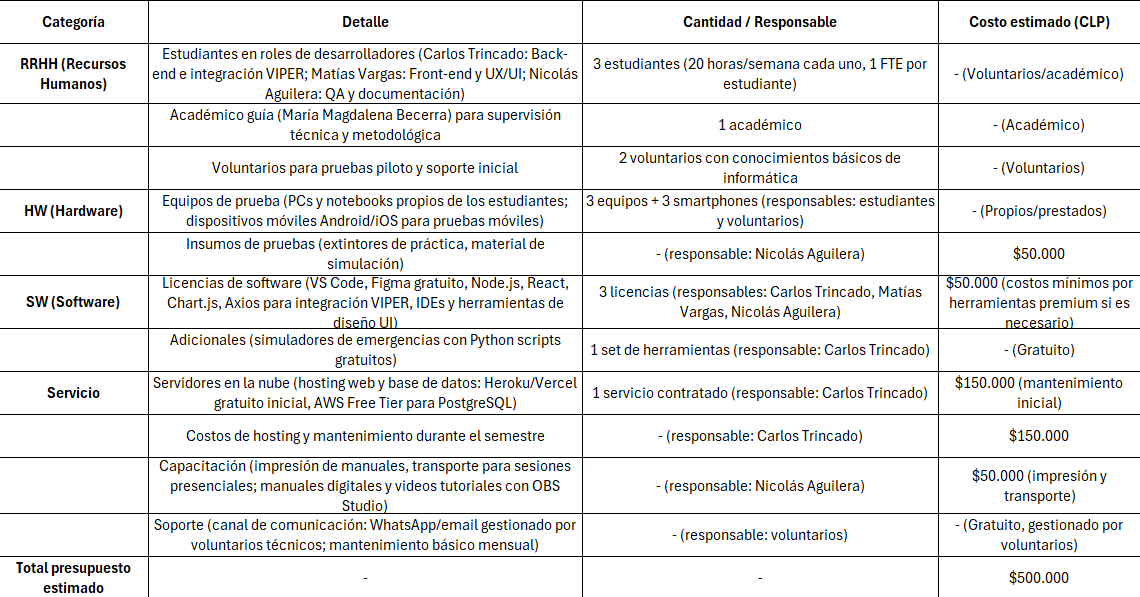 Categoría
Detalle
Cantidad / Responsable
Costo estimado (CLP)
RRHH (Recursos
Humanos)
Estudiantes en roles de desarrolladores (Carlos Trincado: Back-
end e integración VIPER; Matías Vargas: Front-end y UX/UI; Nicolás
Aguilera: QA y documentación)
3 estudiantes (20 horas/semana cada uno, 1 FTE por
estudiante)
- (Voluntarios/académico)
Académico guía (María Magdalena Becerra) para supervisión
técnica y metodológica
1 académico
- (Académico)
Voluntarios para pruebas piloto y soporte inicial
2 voluntarios con conocimientos básicos de
informática
- (Voluntarios)
HW (Hardware)
Equipos de prueba (PCs y notebooks propios de los estudiantes;
dispositivos móviles Android/iOS para pruebas móviles)
3 equipos + 3 smartphones (responsables: estudiantes
y voluntarios)
- (Propios/prestados)
Insumos de pruebas (extintores de práctica, material de
simulación)
- (responsable: Nicolás Aguilera)
$50.000
SW (Software)
Licencias de software (VS Code, Figma gratuito, Node.js, React,
Chart.js, Axios para integración VIPER, IDEs y herramientas de
diseño UI)
3 licencias (responsables: Carlos Trincado, Matías
Vargas, Nicolás Aguilera)
$50.000 (costos mínimos por
herramientas premium si es
necesario)
Adicionales (simuladores de emergencias con Python scripts
gratuitos)
1 set de herramientas (responsable: Carlos Trincado)
- (Gratuito)
Servicio
Servidores en la nube (hosting web y base de datos: Heroku/Vercel
gratuito inicial, AWS Free Tier para PostgreSQL)
1 servicio contratado (responsable: Carlos Trincado)
$150.000 (mantenimiento
inicial)
Costos de hosting y mantenimiento durante el semestre
- (responsable: Carlos Trincado)
$150.000
Capacitación (impresión de manuales, transporte para sesiones
presenciales; manuales digitales y videos tutoriales con OBS
Studio)
- (responsable: Nicolás Aguilera)
$50.000 (impresión y
transporte)
Soporte (canal de comunicación: WhatsApp/email gestionado por
voluntarios técnicos; mantenimiento básico mensual)
- (responsable: voluntarios)
- (Gratuito, gestionado por
voluntarios)
Total presupuesto
estimado
-
-
$500.000